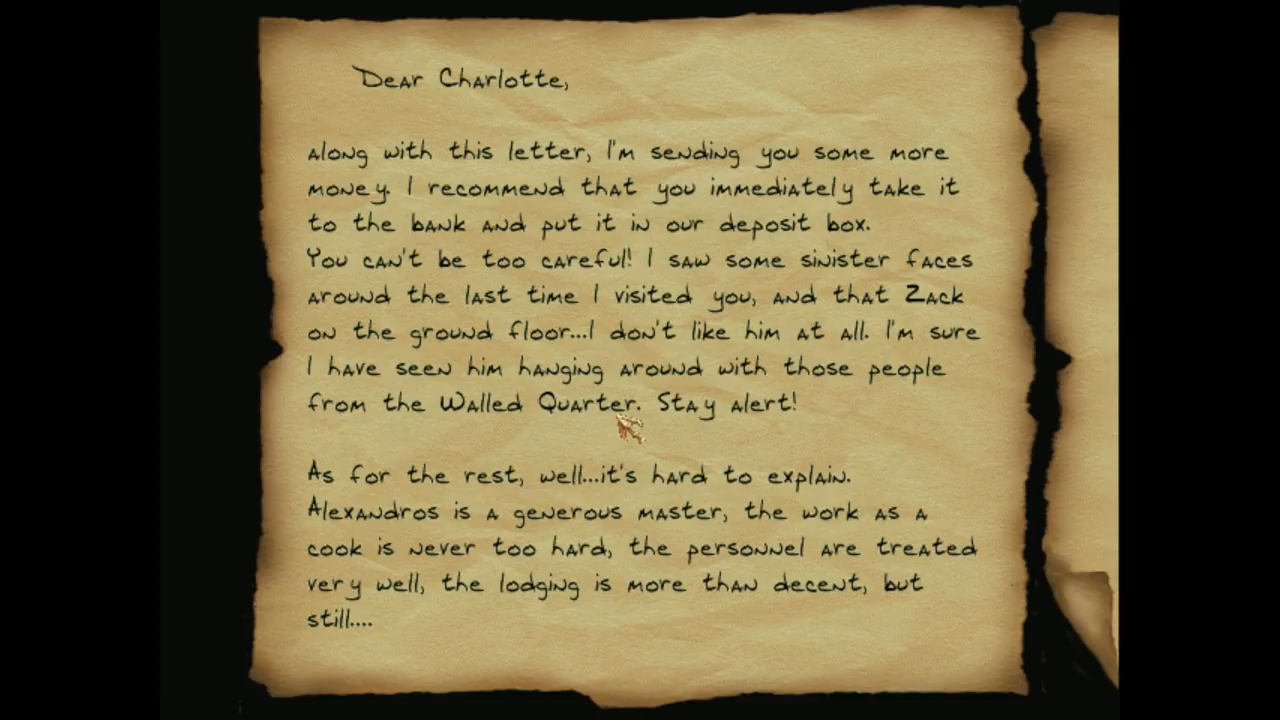 Dear Charlotte,
along with this letter, I'm sending you some more
money. I recommend that you immediately take it
to the bank and put it in our deposit box.
You can't be too careful! I saw some sinister faces
around the last time I visited you, and that Zack
on the ground floor...I don't like him at all. I'm sure
I have seen him hanging around with those people
from the Walled Quarter. Stay alert!
As for the rest, well...it's hard to explain.
Alexandros is a generous master, the work as a
cook is never too hard, the personnel are treated
very well, the lodging is more than decent, but
still....